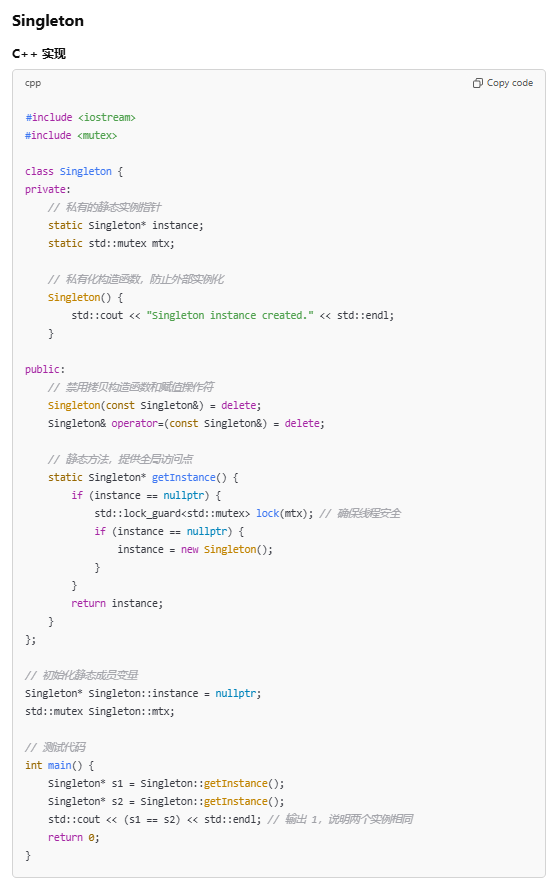 Singleton
C++ 实现
cpp
Copy code
#include <iostream>
#include <mutex>
class Singleton {
private:
    // 私有的静态实例指针
    static Singleton* instance;
    static std::mutex mtx;
    // 私有化构造函数，防止外部实例化
    Singleton() {
        std::cout << "Singleton instance created." << std::endl;
    }
public:
    // 禁用拷贝构造函数和赋值操作符
    Singleton(const Singleton&) = delete;
    Singleton& operator=(const Singleton&) = delete;
    // 静态方法，提供全局访问点
    static Singleton* getInstance() {
        if (instance == nullptr) {
            std::lock_guard<std::mutex> lock(mtx); // 确保线程安全
            if (instance == nullptr) {
                instance = new Singleton();
            }
        }
        return instance;
    }
};
// 初始化静态成员变量
Singleton* Singleton::instance = nullptr;
std::mutex Singleton::mtx;
// 测试代码
int main() {
    Singleton* s1 = Singleton::getInstance();
    Singleton* s2 = Singleton::getInstance();
    std::cout << (s1 == s2) << std::endl; // 输出 1，说明两个实例相同
    return 0;
}